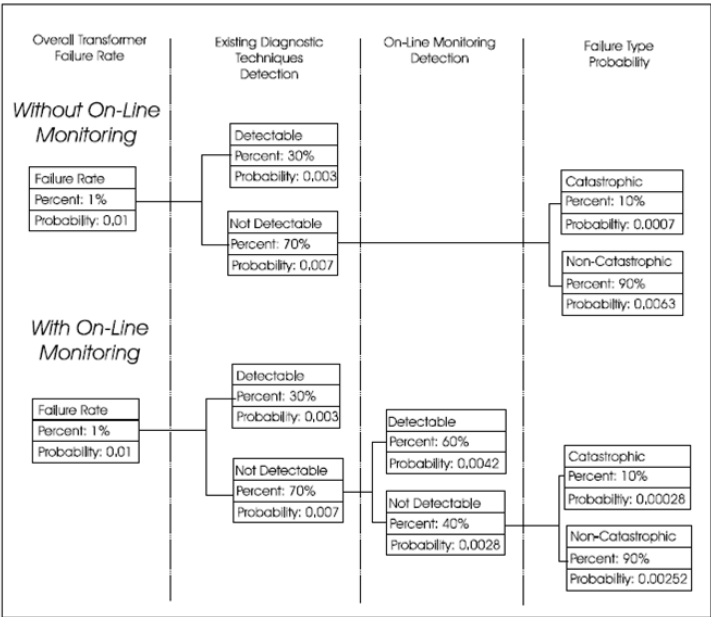 Overall Transformer
Failure Rate
Existing Diagnostic
Techniques
Detection
On-Line Monitoring
Detection
Failure Type
Probability
Without On-Line
Monitoring
Failure Rate
Percent: 1%
Probability: 0.01
Detectable
Percent: 30%
Probability: 0.003
Not Detectable
Percent: 70%
Probability: 0.007
Catastrophic
Percent: 10%
Probabiltiy: 0.0007
Non-Catastrophic
Percent: 90%
Probabiltiy: 0.0063
With On-Line
Monitoring
Failure Rate
Percent: 1%
Probability: 0.01
Detectable
Percent: 30%
Probability: 0.003
Not Detectable
Percent: 70%
Probability: 0.007
Detectable
Percent: 60%
Probability: 0.0042
Not Detectable
Percent: 40%
Probability: 0.0028
Catastrophic
Percent: 10%
Probabiltiy: 0.00028
Non-Catastrophic
Percent: 90%
Probabiltiy: 0.00252